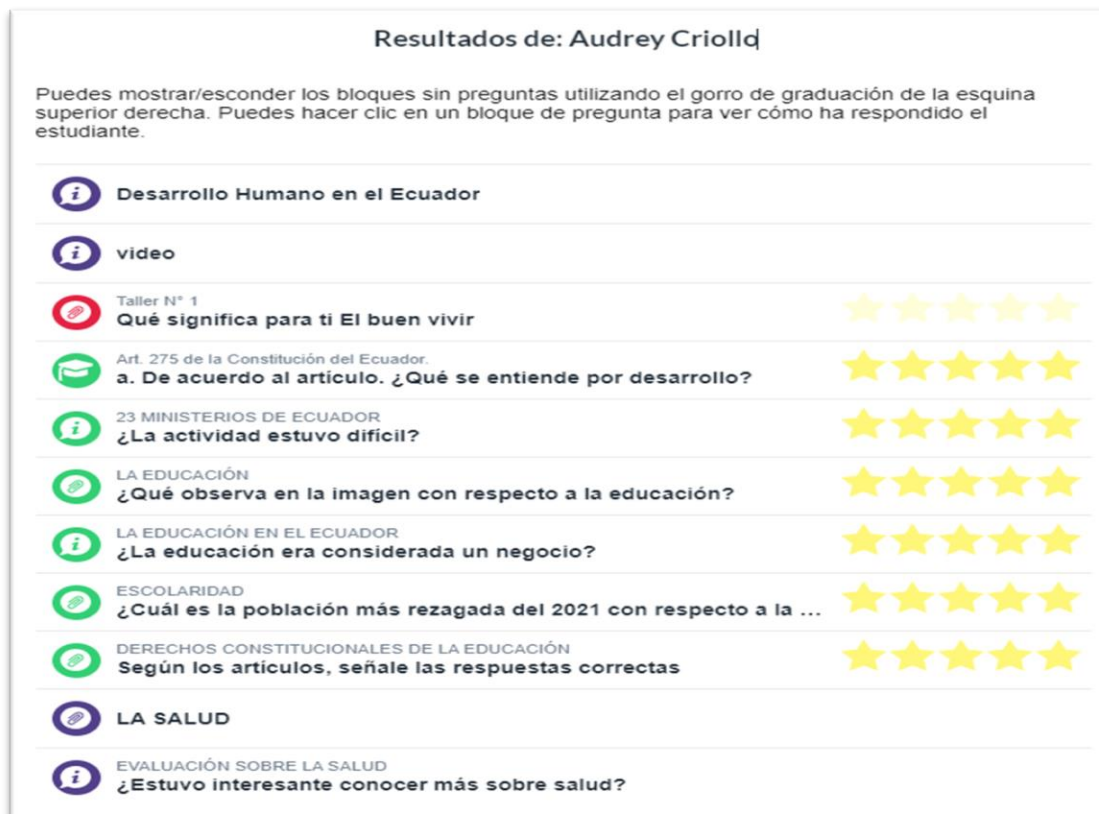 Resultados de: Audrey Criollo
Puedes mostrar/esconder los bloques sin preguntas utilizando el gorro de graduación de la esquina
superior derecha. Puedes hacer clic en un bloque de pregunta para ver cómo ha respondido el
estudiante.
Desarrollo Humano en el Ecuador
video
Taller N° 1
Qué significa para ti El buen vivir
Art. 275 de la Constitución del Ecuador.
a. De acuerdo al artículo. ¿Qué se entiende por desarrollo?
23 MINISTERIOS DE ECUADOR
¿La actividad estuvo difícil?
LA EDUCACIÓN
¿Qué observa en la imagen con respecto a la educación?
LA EDUCACIÓN EN EL ECUADOR
¿La educación era considerada un negocio?
ESCOLARIDAD
¿Cuál es la población más rezagada del 2021 con respecto a la ...
DERECHOS CONSTITUCIONALES DE LA EDUCACIÓN
Según los artículos, señale las respuestas correctas
LA SALUD
EVALUACIÓN SOBRE LA SALUD
¿Estuvo interesante conocer más sobre salud?